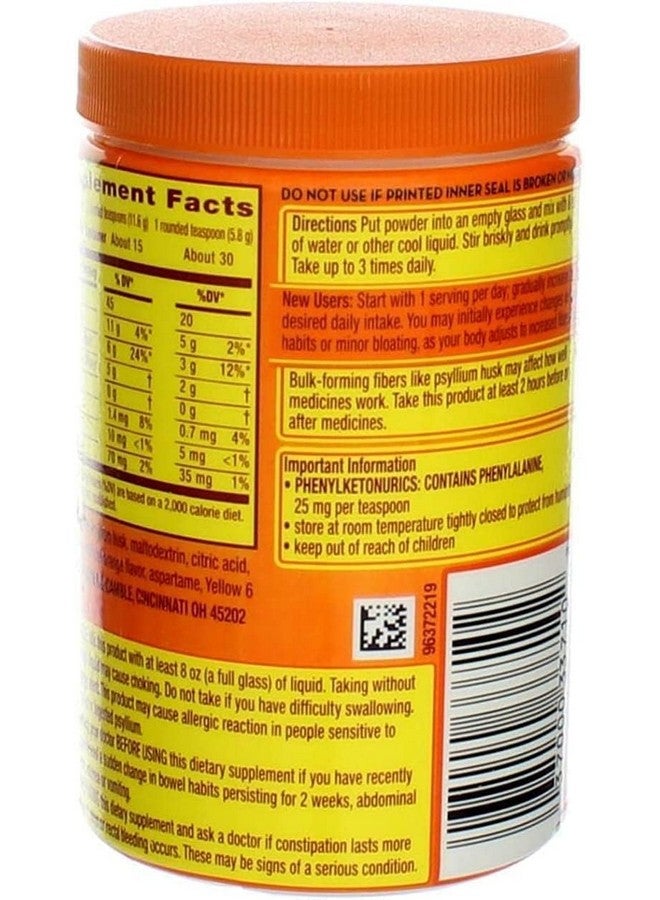 lement Facts
teaspoons (11.6 g) 1 rounded teaspoon (5.8 g)
About 15 About 30
%DV* %DV*
45 20
11 g 4%* 5 g 2%*
6 g 24%* 3 g 12%*
5 g † 2 g †
0 g † 0 g †
1.4 mg 8% 0.7 mg 4%
10 mg <1% 5 mg <1%
70 mg 2% 35 mg 1%
are based on a 2,000 calorie diet.
husk, maltodextrin, citric acid,
flavor, aspartame, Yellow 6
GAMBLE, CINCINNATI OH 45202
this product with at least 8 oz (a full glass) of liquid. Taking without
may cause choking. Do not take if you have difficulty swallowing.
product may cause allergic reaction in people sensitive to
psyllium.
doctor BEFORE USING this dietary supplement if you have recently
a sudden change in bowel habits persisting for 2 weeks, abdominal
or vomiting.
this dietary supplement and ask a doctor if constipation lasts more
or rectal bleeding occurs. These may be signs of a serious condition.
DO NOT USE IF PRINTED INNER SEAL IS BROKEN OR
Directions Put powder into an empty glass and mix with
of water or other cool liquid. Stir briskly and drink promptly
Take up to 3 times daily.
New Users: Start with 1 serving per day; gradually increase
desired daily intake. You may initially experience changes
habits or minor bloating, as your body adjusts to increased
Bulk-forming fibers like psyllium husk may affect how well
medicines work. Take this product at least 2 hours before or
after medicines.
Important Information
• PHENYLKETONURICS: CONTAINS PHENYLALANINE,
25 mg per teaspoon
• store at room temperature tightly closed to protect from
• keep out of reach of children
96372219